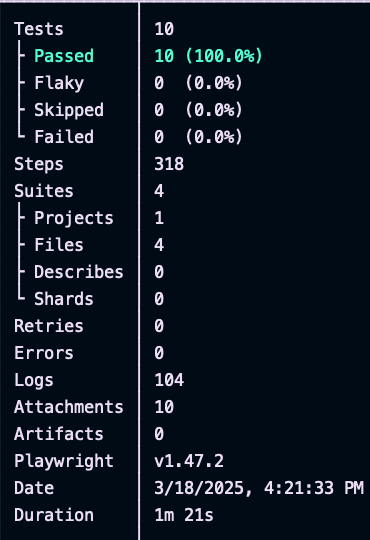 Tests 10
├ Passed 10 (100.0%)
├ Flaky 0 (0.0%)
├ Skipped 0 (0.0%)
└ Failed 0 (0.0%)
Steps 318
Suites 4
├ Projects 1
├ Files 4
├ Describes 0
└ Shards 0
Retries 0
Errors 0
Logs 104
Attachments 10
Artifacts 0
Playwright v1.47.2
Date 3/18/2025, 4:21:33 PM
Duration 1m 21s